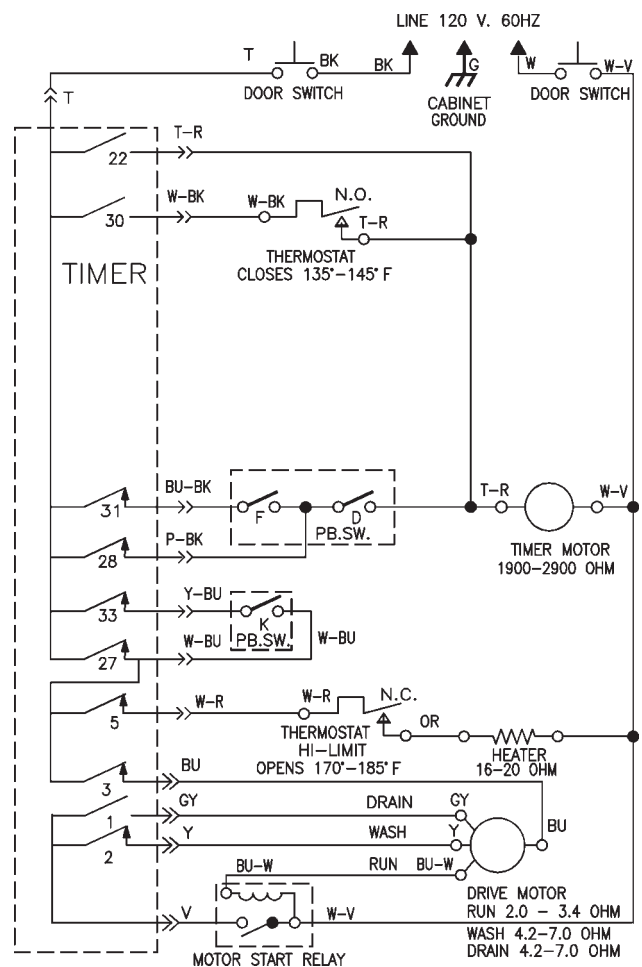 LINE 120 V. 60HZ
T
BK
BK
G
W
W-V
DOOR SWITCH
CABINET
GROUND
DOOR SWITCH
T
T-R
22
W-BK
W-BK
N.O.
30
T-R
TIMER
THERMOSTAT
CLOSES 135°-145°F
BU-BK
31
F
D
PB.SW.
T-R
W-V
P-BK
28
TIMER MOTOR
1900-2900 OHM
Y-BU
33
K
PB.SW.
W-BU
W-BU
27
W-R
W-R
N.C.
5
OR
THERMOSTAT
HI-LIMIT
OPENS 170°-185°F
HEATER
16-20 OHM
BU
3
GY
DRAIN
GY
1
Y
WASH
Y
BU
2
BU-W
RUN
BU-W
V
W-V
MOTOR START RELAY
DRIVE MOTOR
RUN 2.0 - 3.4 OHM
WASH 4.2-7.0 OHM
DRAIN 4.2-7.0 OHM